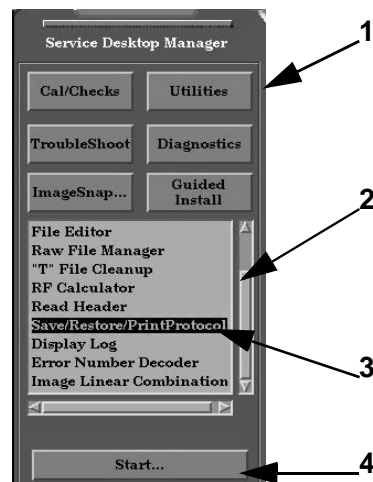 Service Desktop Manager
1
Cal/Checks Utilities
TroubleShoot Diagnostics
ImageSnap... Guided Install
2
File Editor
Raw File Manager
"T" File Cleanup
RF Calculator
Read Header
Save/Restore/PrintProtocol
3
Display Log
Error Number Decoder
Image Linear Combination
Start...
4